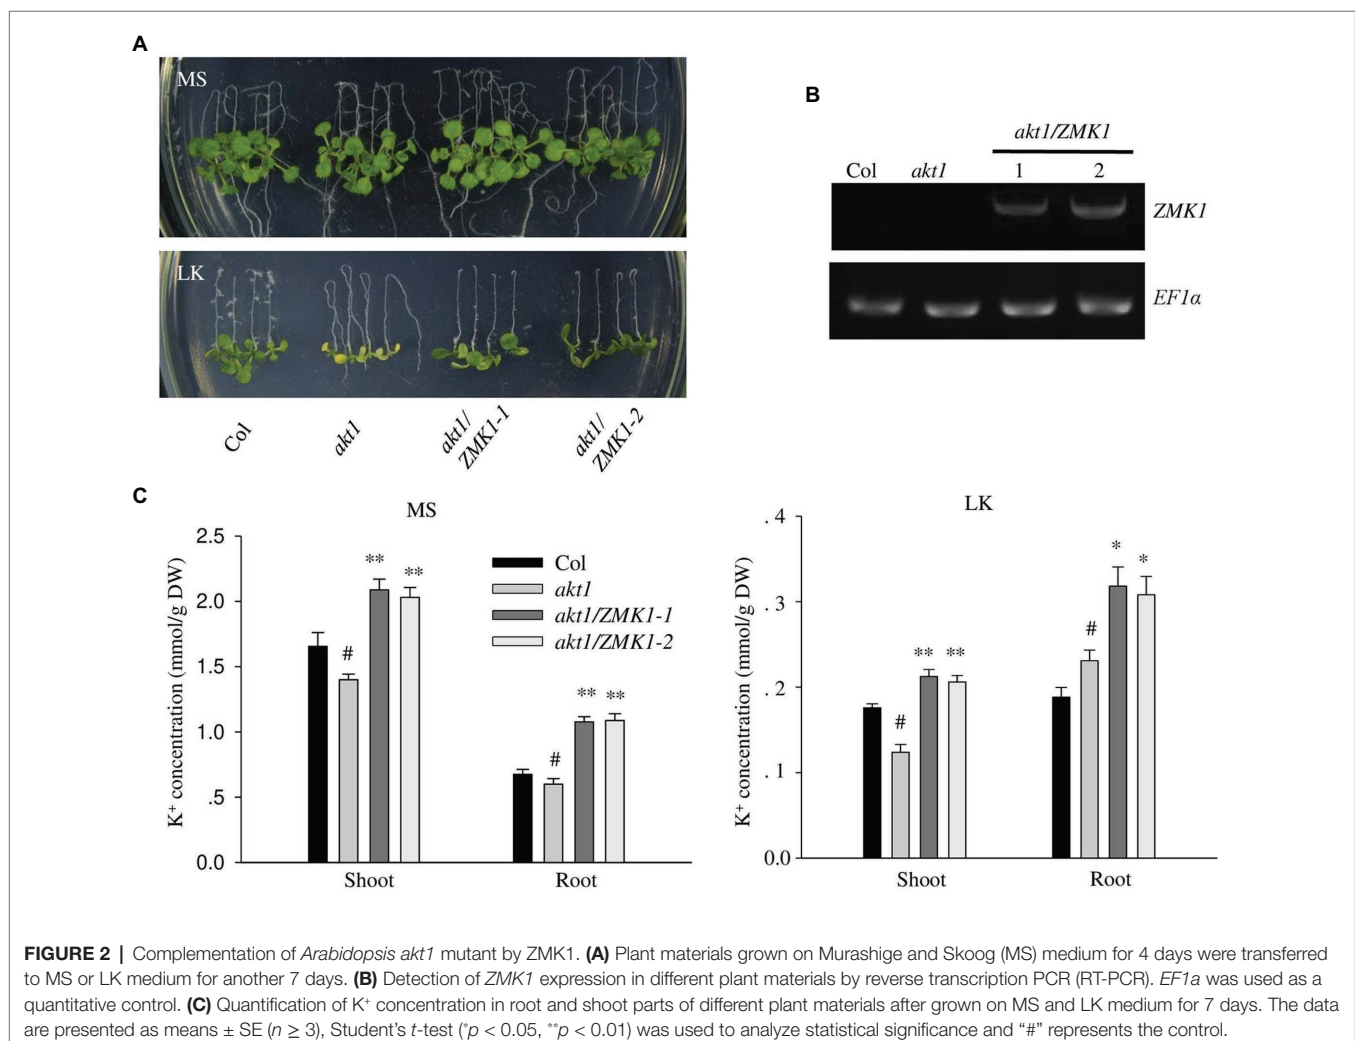 A
MS
LK
Col
akt1
akt1/
ZMK1-1
akt1/
ZMK1-2
B
akt1/ZMK1
Col akt1 1 2
ZMK1
EF1α
C
MS
K⁺ concentration (mmol/g DW)
2.5
2.0
1.5
1.0
.5
0.0
** **
#
** **
#
Col
akt1
akt1/ZMK1-1
akt1/ZMK1-2
Shoot Root
LK
K⁺ concentration (mmol/g DW)
.4
.3
.2
.1
0.0
** **
#
* *
#
Shoot Root
FIGURE 2 | Complementation of Arabidopsis akt1 mutant by ZMK1. (A) Plant materials grown on Murashige and Skoog (MS) medium for 4 days were transferred
to MS or LK medium for another 7 days. (B) Detection of ZMK1 expression in different plant materials by reverse transcription PCR (RT-PCR). EF1a was used as a
quantitative control. (C) Quantification of K⁺ concentration in root and shoot parts of different plant materials after grown on MS and LK medium for 7 days. The data
are presented as means ± SE (n ≥ 3), Student's t-test (*p < 0.05, **p < 0.01) was used to analyze statistical significance and “#” represents the control.